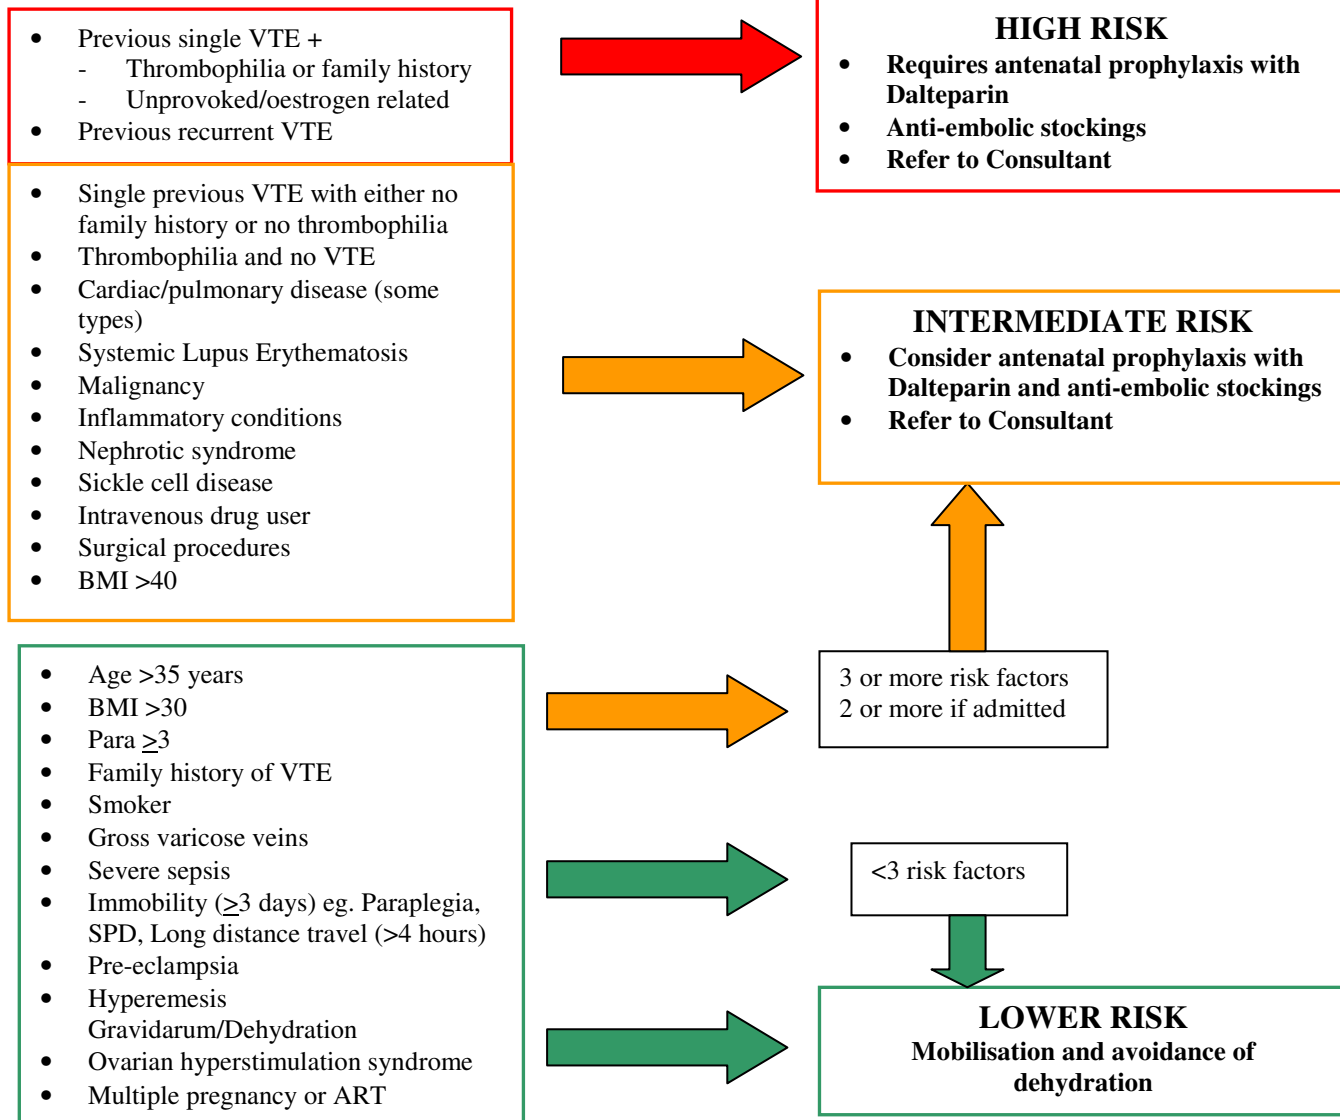 • Previous single VTE +
- Thrombophilia or family history
- Unprovoked/oestrogen related
• Previous recurrent VTE
HIGH RISK
• Requires antenatal prophylaxis with
Dalteparin
• Anti-embolic stockings
• Refer to Consultant
• Single previous VTE with either no
family history or no thrombophilia
• Thrombophilia and no VTE
• Cardiac/pulmonary disease (some
types)
• Systemic Lupus Erythematosis
• Malignancy
• Inflammatory conditions
• Nephrotic syndrome
• Sickle cell disease
• Intravenous drug user
• Surgical procedures
• BMI >40
INTERMEDIATE RISK
• Consider antenatal prophylaxis with
Dalteparin and anti-embolic stockings
• Refer to Consultant
• Age >35 years
• BMI >30
• Para ≥3
• Family history of VTE
• Smoker
• Gross varicose veins
• Severe sepsis
• Immobility (≥3 days) eg. Paraplegia,
SPD, Long distance travel (>4 hours)
• Pre-eclampsia
• Hyperemesis
Gravidarum/Dehydration
• Ovarian hyperstimulation syndrome
• Multiple pregnancy or ART
3 or more risk factors
2 or more if admitted
<3 risk factors
LOWER RISK
Mobilisation and avoidance of
dehydration